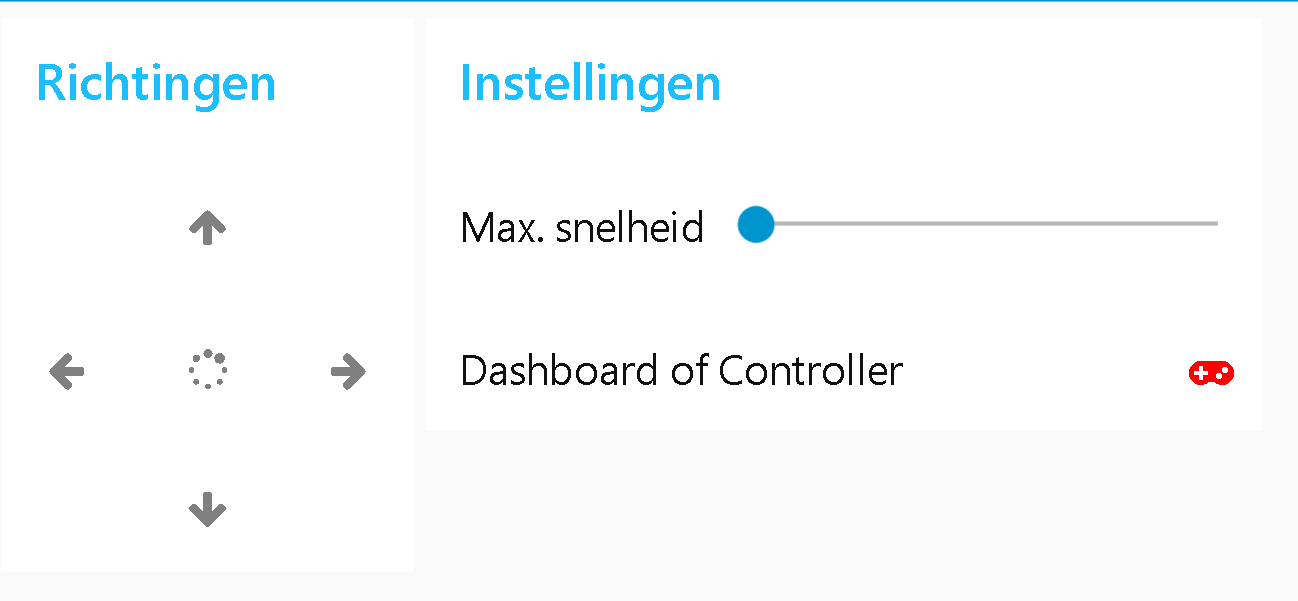 Richtingen
Instellingen
Max. snelheid
Dashboard of Controller